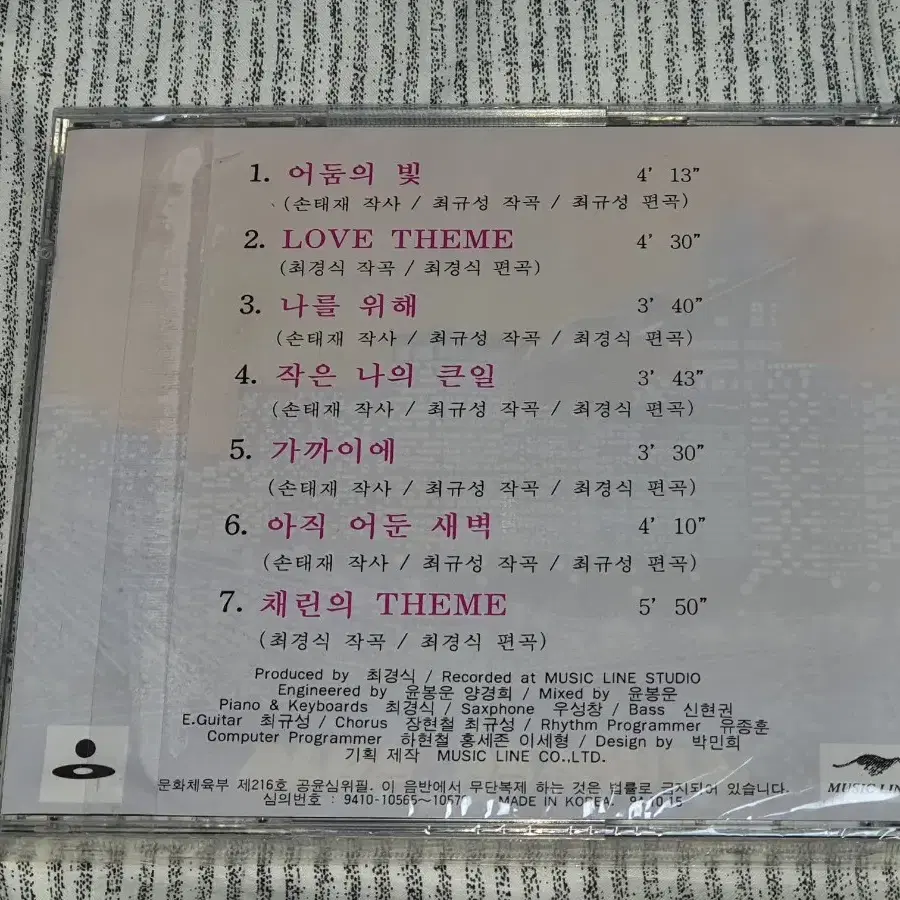 1. 어둠의 빛 4' 13"
(손태재 작사 / 최규성 작곡 / 최규성 편곡)
2. LOVE THEME 4' 30"
(최경식 작곡 / 최경식 편곡)
3. 나를 위해 3' 40"
(손태재 작사 / 최규성 작곡 / 최경식 편곡)
4. 작은 나의 큰일 3' 43"
(손태재 작사 / 최규성 작곡 / 최경식 편곡)
5. 가까이에 3' 30"
(손태재 작사 / 최규성 작곡 / 최경식 편곡)
6. 아직 어둔 새벽 4' 10"
(손태재 작사 / 최규성 작곡 / 최규성 편곡)
7. 채린의 THEME 5' 50"
(최경식 작곡 / 최경식 편곡)
Produced by 최경식 / Recorded at MUSIC LINE STUDIO
Engineered by 윤봉운 양경희 / Mixed by 윤봉운
Piano & Keyboards 최경식 / Saxphone 우성창 / Bass 신현권
E.Guitar 최규성 / Chorus 장현철 최규성 / Rhythm Programmer 유종훈
Computer Programmer 하현철 홍세존 이세형 / Design by 박민희
기획 제작 MUSIC LINE CO.,LTD.
문화체육부 제216호 공윤심위필. 이 음반에서 무단복제 하는 것은 법률로 금지되어 있습니다.
심의번호 : 9410-10565~10570 MADE IN KOREA. 94.10.15
MUSIC LINE